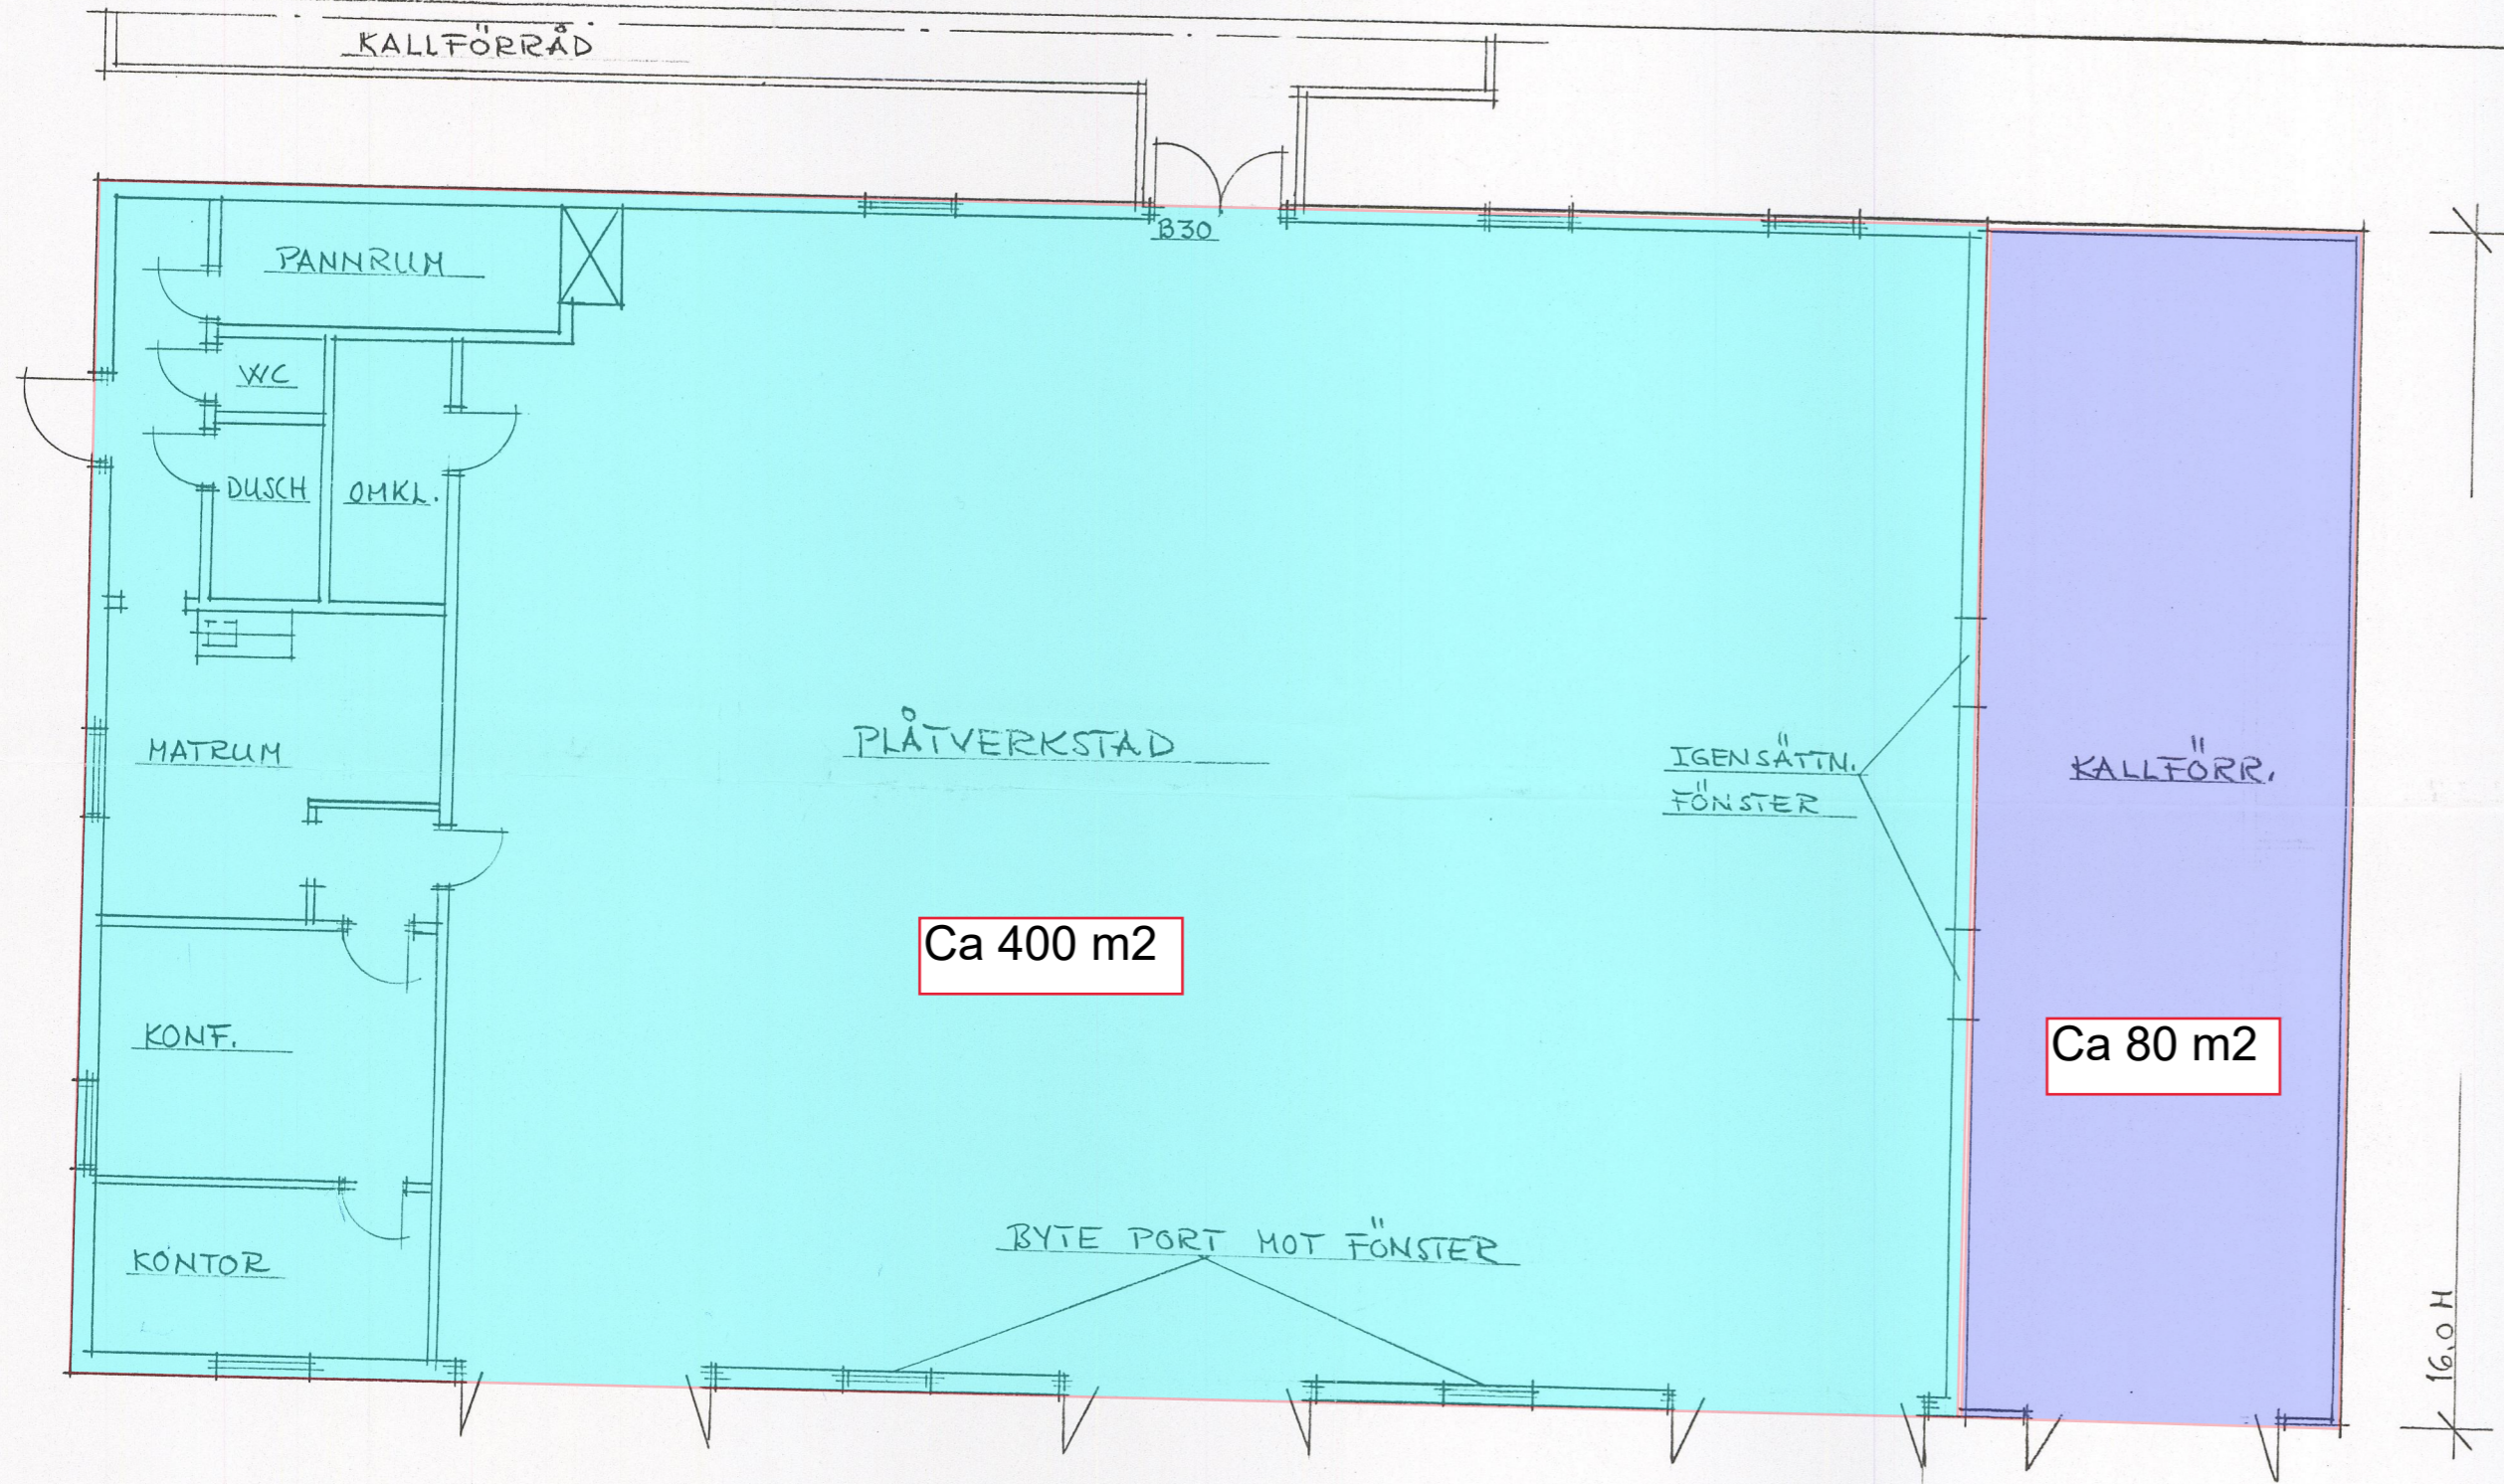 KALLFÖRRÅD
B30
PANNRUM
WC
DUSCH
OMKL.
MATRUM
PLÅTVERKSTAD
IGENSÄTTN.
FÖNSTER
KALLFÖRR.
Ca 400 m2
Ca 80 m2
KONF.
KONTOR
BYTE PORT MOT FÖNSTER
16.0 M